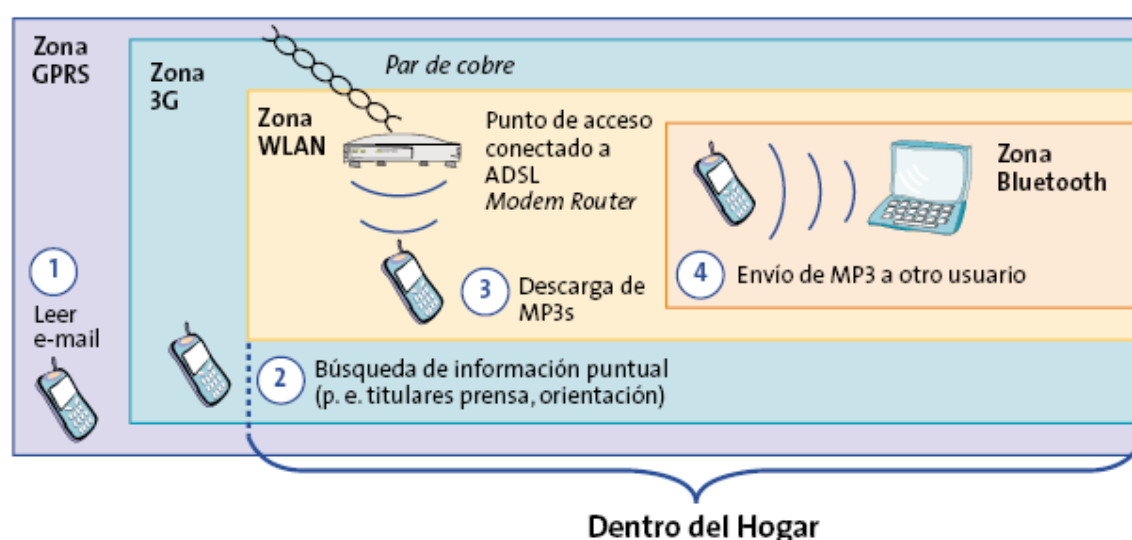 Zona
GPRS
Zona
3G
Par de cobre
Zona
WLAN
Punto de acceso
conectado a
ADSL
Modem Router
Zona
Bluetooth
1
Leer
e-mail
3
Descarga de
MP3s
4
Envío de MP3 a otro usuario
2
Búsqueda de información puntual
(p. e. titulares prensa, orientación)
Dentro del Hogar